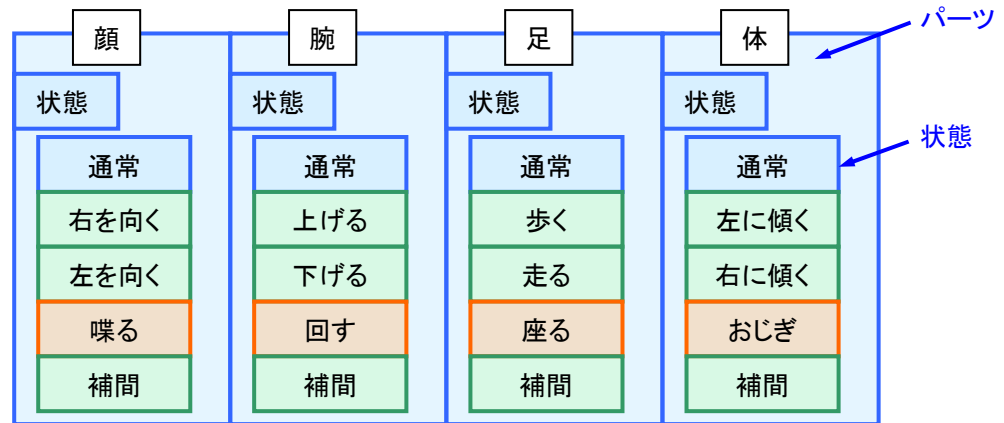 顔 腕 足 体 パーツ
状態 状態 状態 状態
状態
通常 通常 通常 通常
右を向く 上げる 歩く 左に傾く
左を向く 下げる 走る 右に傾く
喋る 回す 座る おじぎ
補間 補間 補間 補間